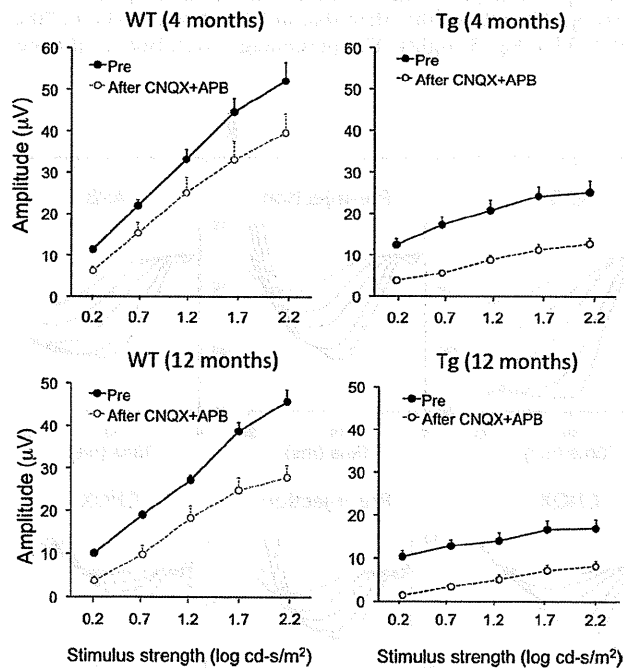 WT (4 months)
Amplitude (μV)
60
50
40
30
20
10
0
Pre
After CNQX+APB
0.2 0.7 1.2 1.7 2.2
Tg (4 months)
60
50
40
30
20
10
0
Pre
After CNQX+APB
0.2 0.7 1.2 1.7 2.2
WT (12 months)
Amplitude (μV)
50
40
30
20
10
0
Pre
After CNQX+APB
0.2 0.7 1.2 1.7 2.2
Stimulus strength (log cd-s/m²)
Tg (12 months)
50
40
30
20
10
0
Pre
After CNQX+APB
0.2 0.7 1.2 1.7 2.2
Stimulus strength (log cd-s/m²)